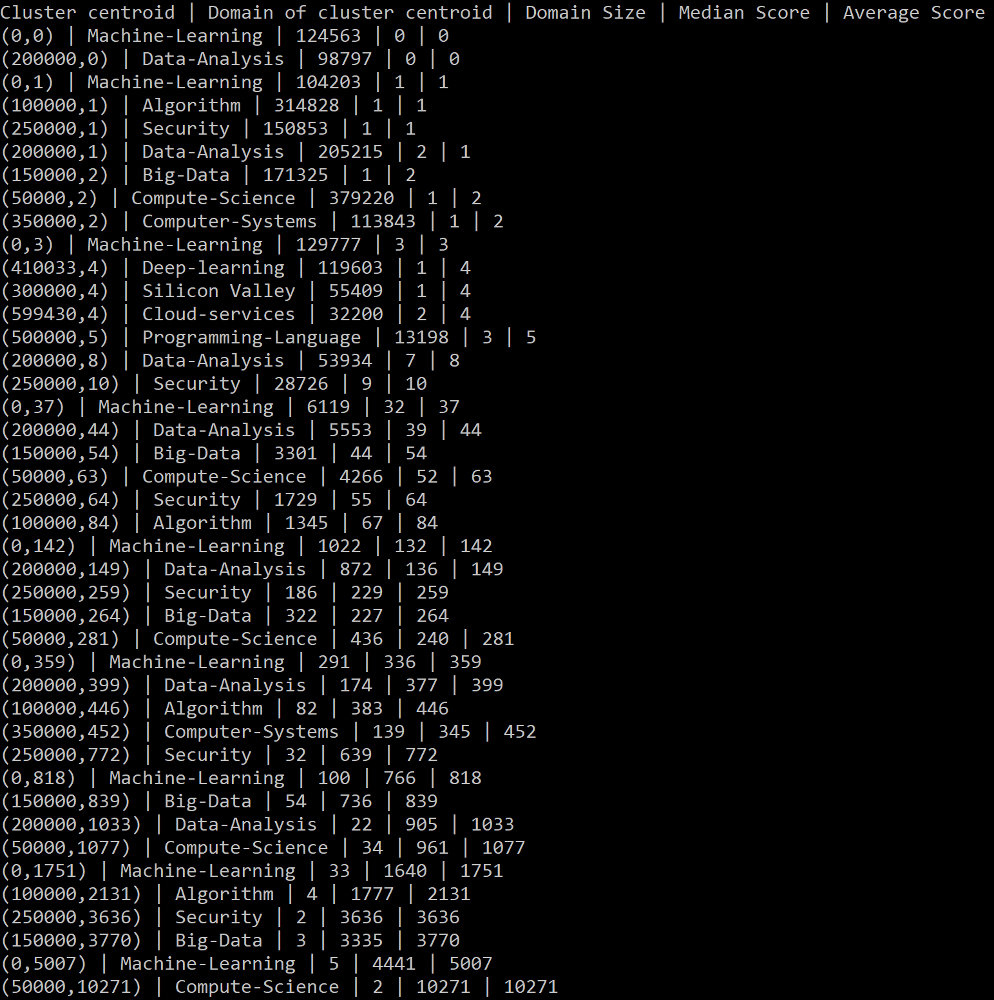 Cluster centroid | Domain of cluster centroid | Domain Size | Median Score | Average Score
(0,0) | Machine-Learning | 124563 | 0 | 0
(200000,0) | Data-Analysis | 98797 | 0 | 0
(0,1) | Machine-Learning | 104203 | 1 | 1
(100000,1) | Algorithm | 314828 | 1 | 1
(250000,1) | Security | 150853 | 1 | 1
(200000,1) | Data-Analysis | 205215 | 2 | 1
(150000,2) | Big-Data | 171325 | 1 | 2
(50000,2) | Compute-Science | 379220 | 1 | 2
(350000,2) | Computer-Systems | 113843 | 1 | 2
(0,3) | Machine-Learning | 129777 | 3 | 3
(410033,4) | Deep-learning | 119603 | 1 | 4
(300000,4) | Silicon Valley | 55409 | 1 | 4
(599430,4) | Cloud-services | 32200 | 2 | 4
(500000,5) | Programming-Language | 13198 | 3 | 5
(200000,8) | Data-Analysis | 53934 | 7 | 8
(250000,10) | Security | 28726 | 9 | 10
(0,37) | Machine-Learning | 6119 | 32 | 37
(200000,44) | Data-Analysis | 5553 | 39 | 44
(150000,54) | Big-Data | 3301 | 44 | 54
(50000,63) | Compute-Science | 4266 | 52 | 63
(250000,64) | Security | 1729 | 55 | 64
(100000,84) | Algorithm | 1345 | 67 | 84
(0,142) | Machine-Learning | 1022 | 132 | 142
(200000,149) | Data-Analysis | 872 | 136 | 149
(250000,259) | Security | 186 | 229 | 259
(150000,264) | Big-Data | 322 | 227 | 264
(50000,281) | Compute-Science | 436 | 240 | 281
(0,359) | Machine-Learning | 291 | 336 | 359
(200000,399) | Data-Analysis | 174 | 377 | 399
(100000,446) | Algorithm | 82 | 383 | 446
(350000,452) | Computer-Systems | 139 | 345 | 452
(250000,772) | Security | 32 | 639 | 772
(0,818) | Machine-Learning | 100 | 766 | 818
(150000,839) | Big-Data | 54 | 736 | 839
(200000,1033) | Data-Analysis | 22 | 905 | 1033
(50000,1077) | Compute-Science | 34 | 961 | 1077
(0,1751) | Machine-Learning | 33 | 1640 | 1751
(100000,2131) | Algorithm | 4 | 1777 | 2131
(250000,3636) | Security | 2 | 3636 | 3636
(150000,3770) | Big-Data | 3 | 3335 | 3770
(0,5007) | Machine-Learning | 5 | 4441 | 5007
(50000,10271) | Compute-Science | 2 | 10271 | 10271